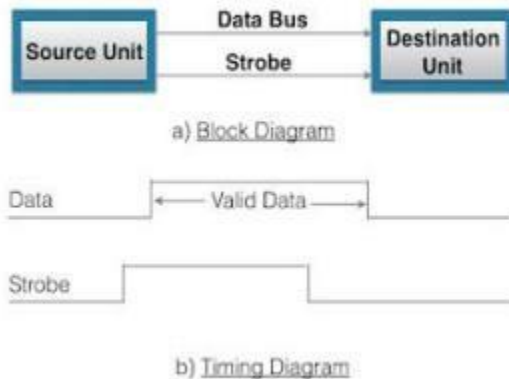 Data Bus
Source Unit
Strobe
Destination
Unit
a) Block Diagram
Data
Valid Data
Strobe
b) Timing Diagram